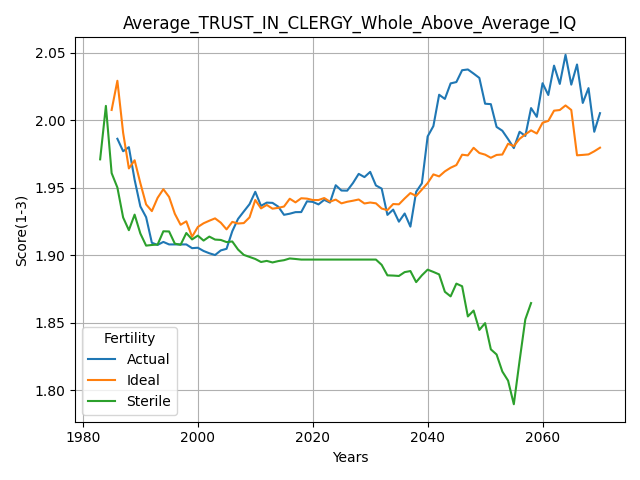 Average_TRUST_IN_CLERGY_Whole_Above_Average_IQ
Score(1-3)
2.05
2.00
1.95
1.90
1.85
1.80
Fertility
Actual
Ideal
Sterile
1980 2000 2020 2040 2060
Years